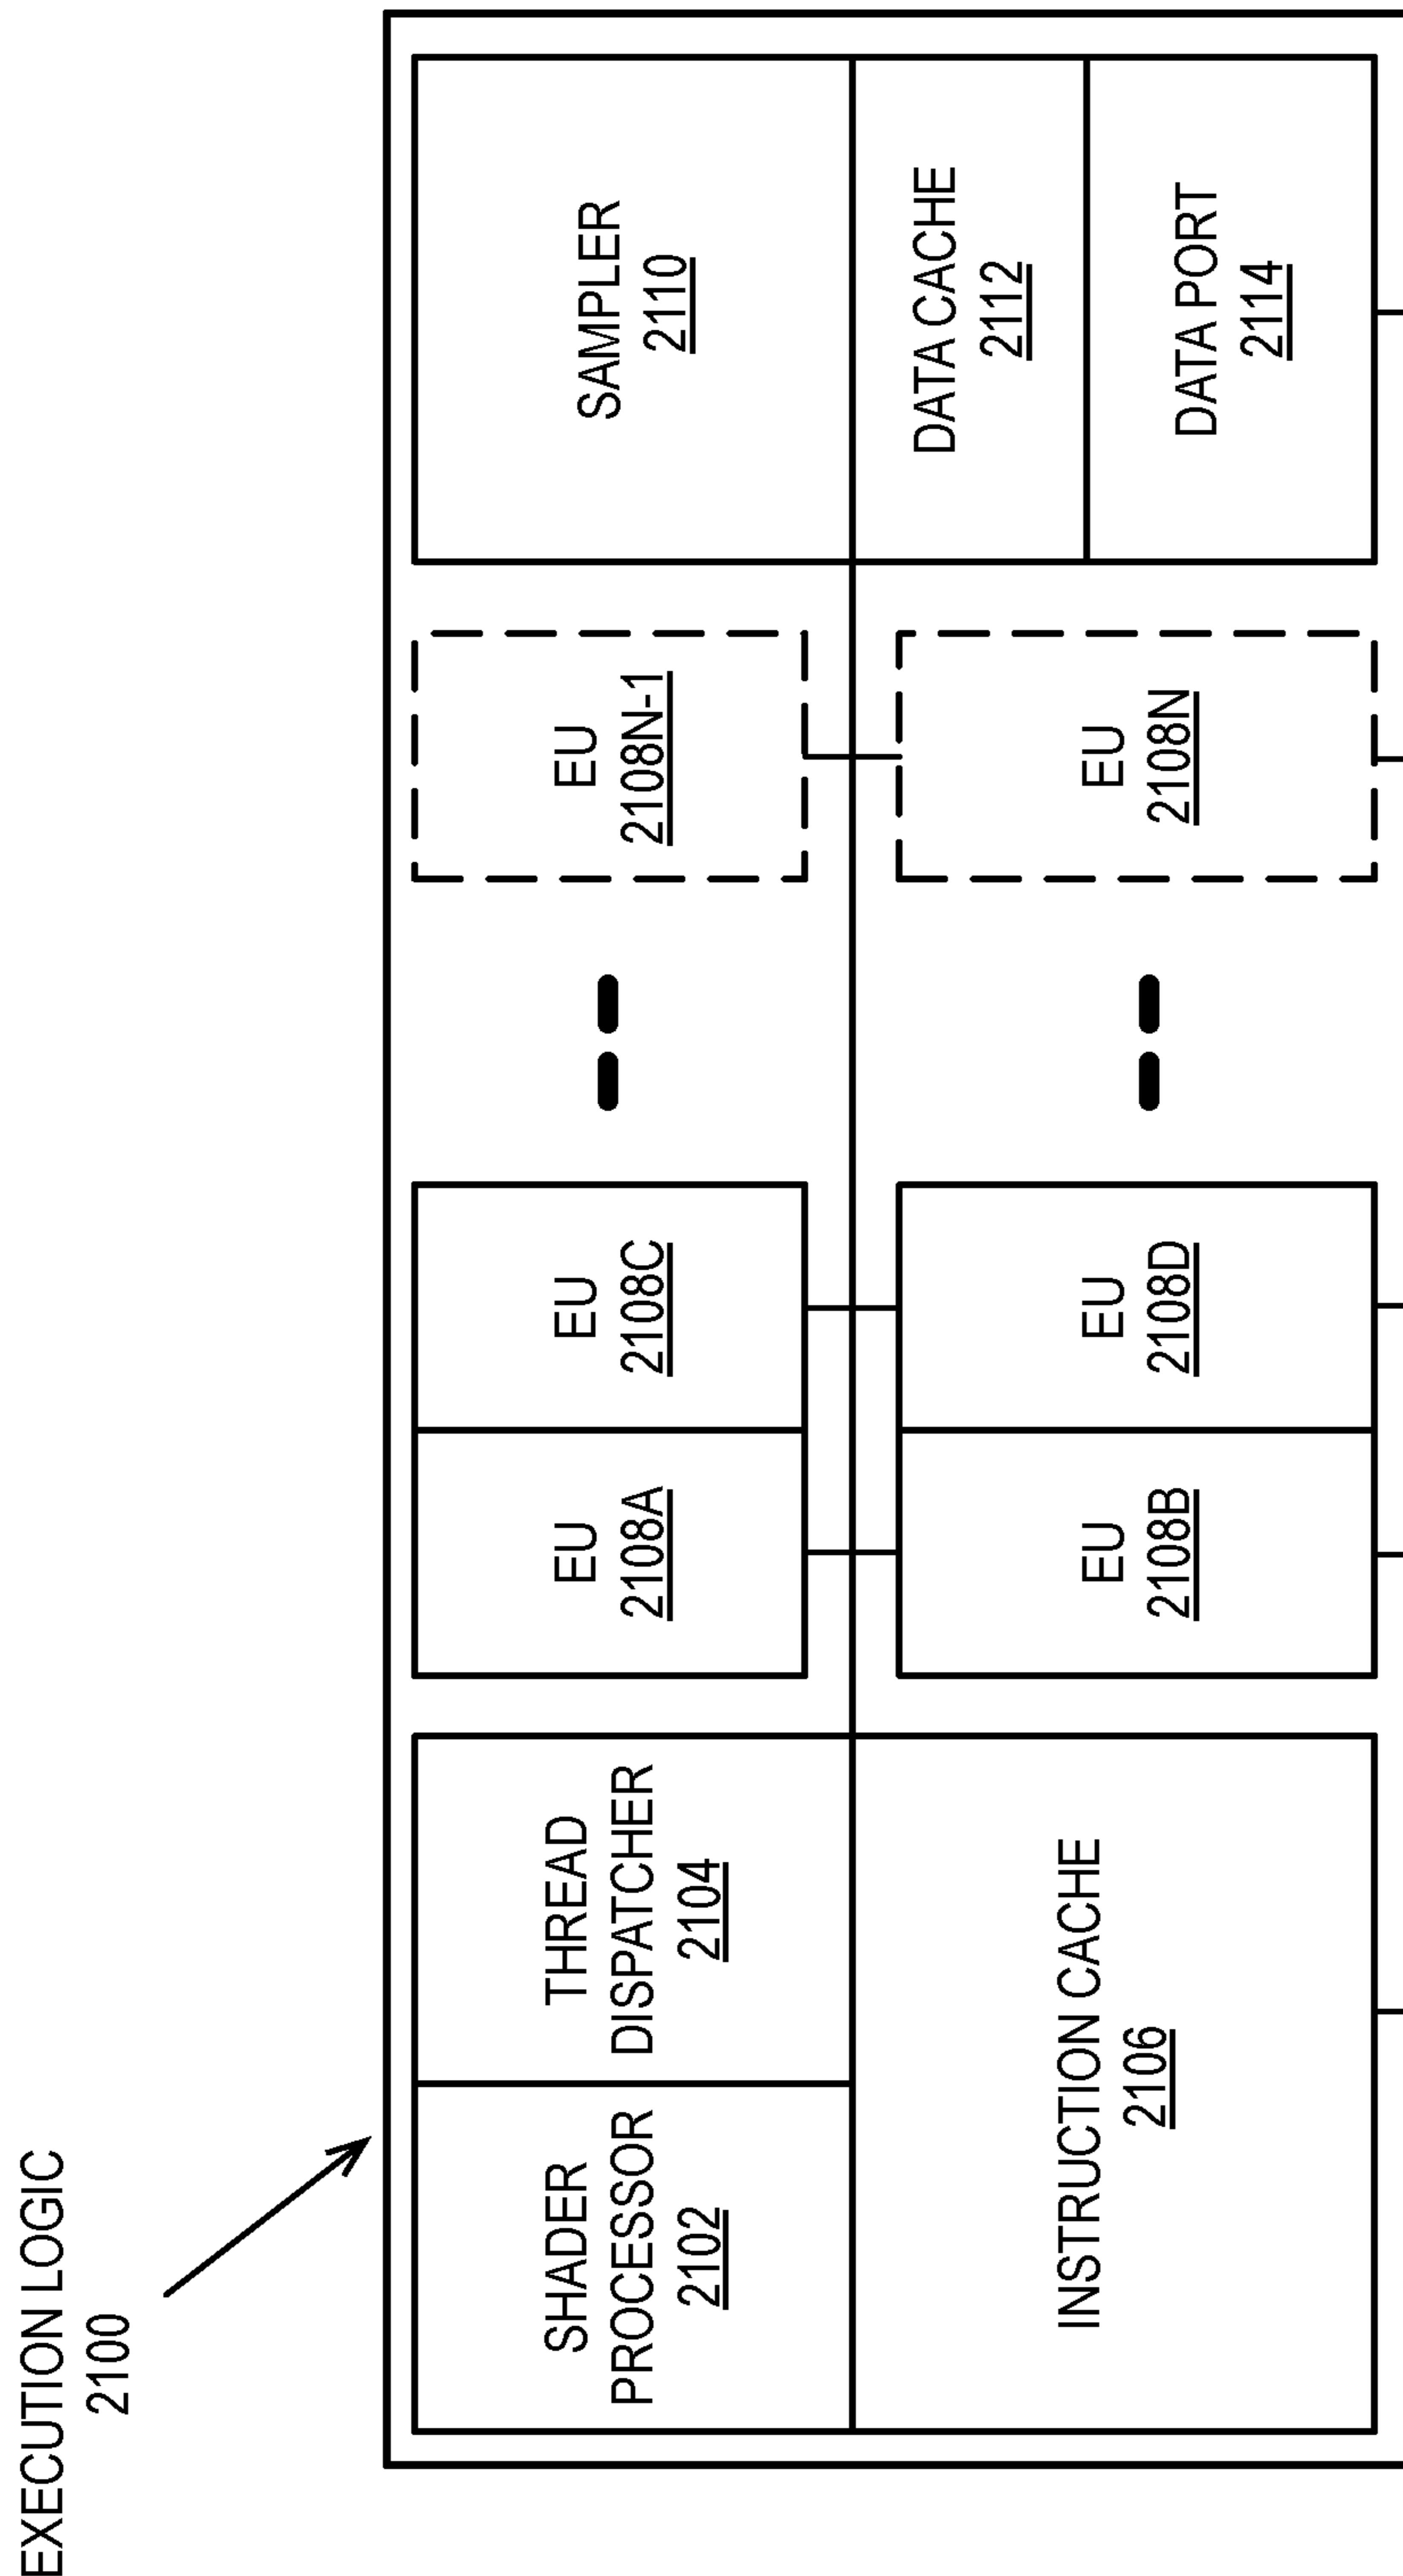 EXECUTION LOGIC
2100
SHADER
PROCESSOR
2102
THREAD
DISPATCHER
2104
EU
2108A
EU
2108C
EU
2108N-1
SAMPLER
2110
INSTRUCTION CACHE
2106
EU
2108B
EU
2108D
EU
2108N
DATA CACHE
2112
DATA PORT
2114